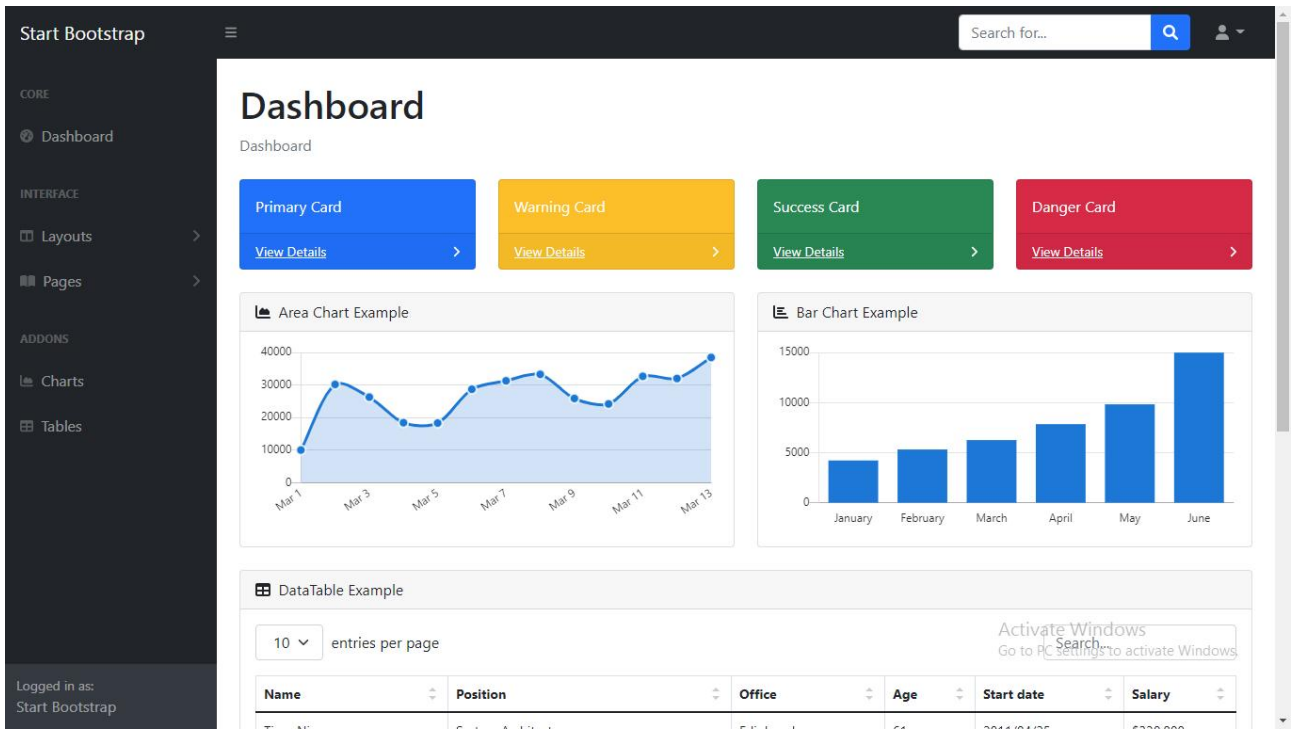 Start Bootstrap
Search for...
CORE
Dashboard
INTERFACE
Layouts
Pages
ADDONS
Charts
Tables
Logged in as:
Start Bootstrap
Dashboard
Dashboard
Primary Card
View Details
Warning Card
View Details
Success Card
View Details
Danger Card
View Details
Area Chart Example
40000
30000
20000
10000
0
Mar 1 Mar 3 Mar 5 Mar 7 Mar 9 Mar 11 Mar 13
Bar Chart Example
15000
10000
5000
0
January February March April May June
DataTable Example
10 entries per page
Search...
Activate Windows
Go to PC settings to activate Windows.
Name Position Office Age Start date Salary